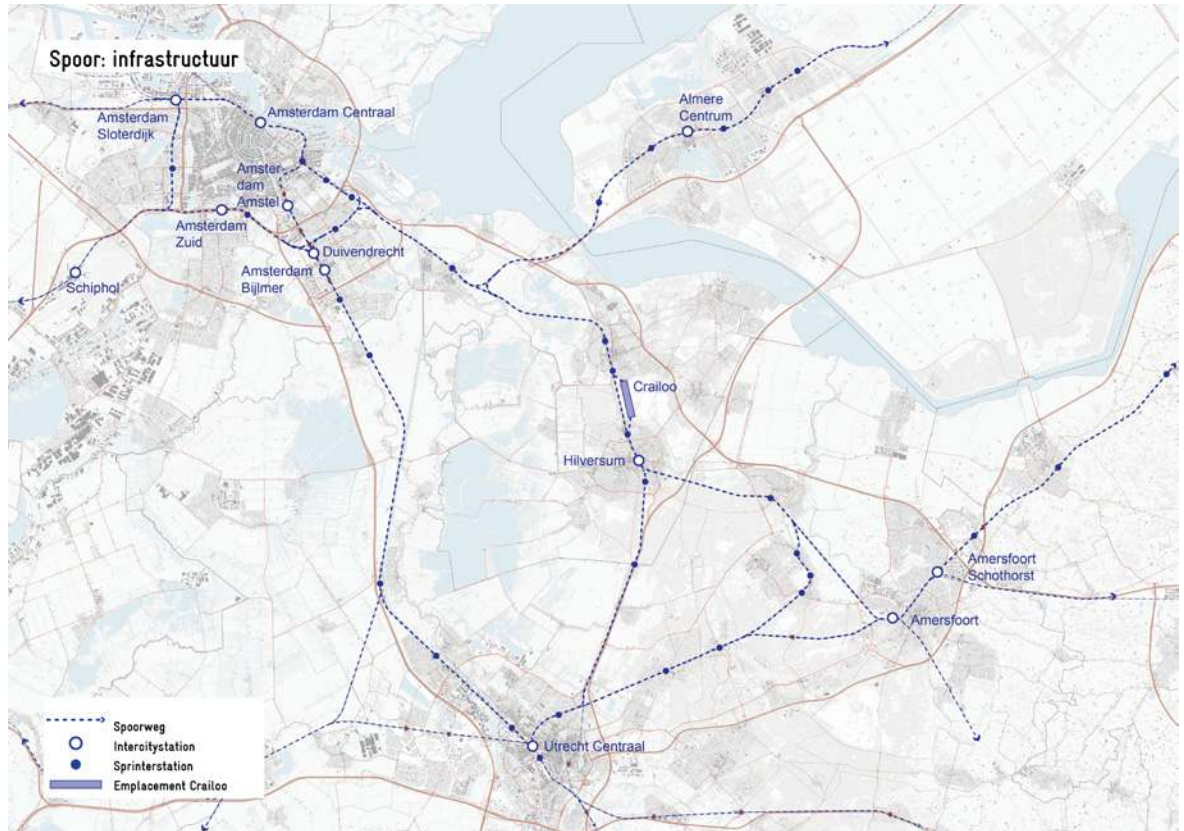 Spoor: infrastructuur
Amsterdam
Sloterdijk
Amsterdam Centraal
Almere
Centrum
Amster-
dam
Amstel
Amsterdam
Zuid
Duivendrecht
Amsterdam
Bijlmer
Schiphol
Crailoo
Hilversum
Amersfoort
Schothorst
Amersfoort
Utrecht Centraal
Spoorweg
Intercitystation
Sprinterstation
Emplacement Crailoo